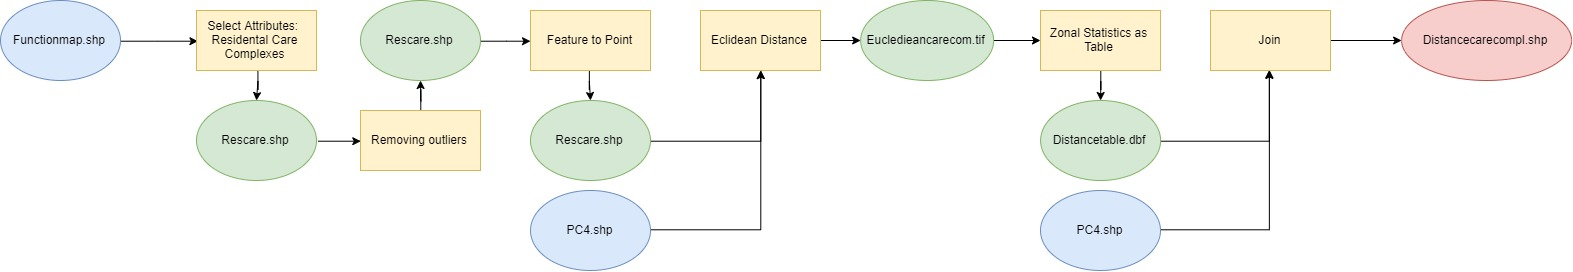 Functionmap.shp
Select Attributes:
Residental Care
Complexes
Rescare.shp
Removing outliers
Rescare.shp
Feature to Point
Rescare.shp
PC4.shp
Eclidean Distance
Eucledieancarecom.tif
Zonal Statistics as
Table
Distancetable.dbf
PC4.shp
Join
Distancecarecompl.shp